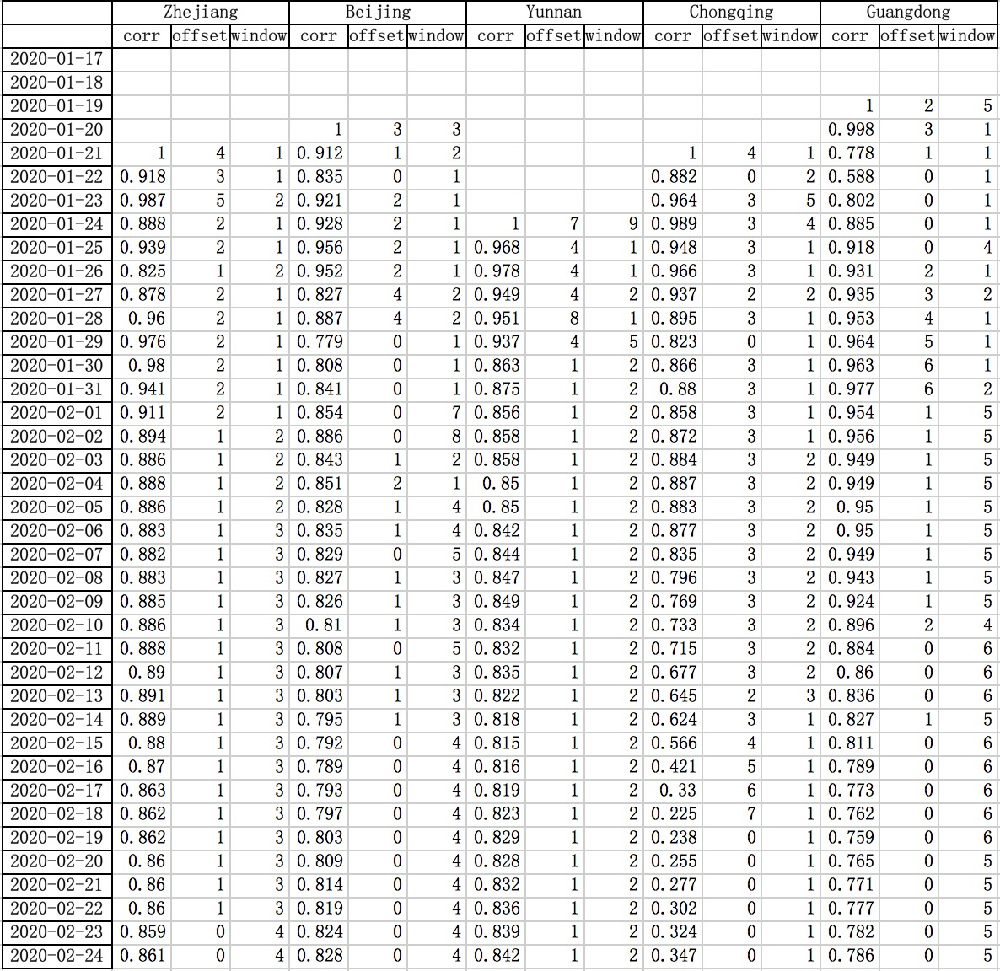 Zhejiang Beijing Yunnan Chongqing Guangdong
corr offset window corr offset window corr offset window corr offset window corr offset window
2020-01-17
2020-01-18
2020-01-19 1 2 5
2020-01-20 1 3 3 0.998 3 1
2020-01-21 1 4 1 0.912 1 2 1 4 1 0.778 1 1
2020-01-22 0.918 3 1 0.835 0 1 0.882 0 2 0.588 0 1
2020-01-23 0.987 5 2 0.921 2 1 0.964 3 5 0.802 0 1
2020-01-24 0.888 2 1 0.928 2 1 1 7 9 0.989 3 4 0.885 0 1
2020-01-25 0.939 2 1 0.956 2 1 0.968 4 1 0.948 3 1 0.918 0 4
2020-01-26 0.825 1 2 0.952 2 1 0.978 4 1 0.966 3 1 0.931 2 1
2020-01-27 0.878 2 1 0.827 4 2 0.949 4 2 0.937 2 2 0.935 3 2
2020-01-28 0.96 2 1 0.887 4 2 0.951 8 1 0.895 3 1 0.953 4 1
2020-01-29 0.976 2 1 0.779 0 1 0.937 4 5 0.823 0 1 0.964 5 1
2020-01-30 0.98 2 1 0.808 0 1 0.863 1 2 0.866 3 1 0.963 6 1
2020-01-31 0.941 2 1 0.841 0 1 0.875 1 2 0.88 3 1 0.977 6 2
2020-02-01 0.911 2 1 0.854 0 7 0.856 1 2 0.858 3 1 0.954 1 5
2020-02-02 0.894 1 2 0.886 0 8 0.858 1 2 0.872 3 1 0.956 1 5
2020-02-03 0.886 1 2 0.843 1 2 0.858 1 2 0.884 3 2 0.949 1 5
2020-02-04 0.888 1 2 0.851 2 1 0.85 1 2 0.887 3 2 0.949 1 5
2020-02-05 0.886 1 2 0.828 1 4 0.85 1 2 0.883 3 2 0.95 1 5
2020-02-06 0.883 1 3 0.835 1 4 0.842 1 2 0.877 3 2 0.95 1 5
2020-02-07 0.882 1 3 0.829 0 5 0.844 1 2 0.835 3 2 0.949 1 5
2020-02-08 0.883 1 3 0.827 1 3 0.847 1 2 0.796 3 2 0.943 1 5
2020-02-09 0.885 1 3 0.826 1 3 0.849 1 2 0.769 3 2 0.924 1 5
2020-02-10 0.886 1 3 0.81 1 3 0.834 1 2 0.733 3 2 0.896 2 4
2020-02-11 0.888 1 3 0.808 0 5 0.832 1 2 0.715 3 2 0.884 0 6
2020-02-12 0.89 1 3 0.807 1 3 0.835 1 2 0.677 3 2 0.86 0 6
2020-02-13 0.891 1 3 0.803 1 3 0.822 1 2 0.645 2 3 0.836 0 6
2020-02-14 0.889 1 3 0.795 1 3 0.818 1 2 0.624 3 1 0.827 1 5
2020-02-15 0.88 1 3 0.792 0 4 0.815 1 2 0.566 4 1 0.811 0 6
2020-02-16 0.87 1 3 0.789 0 4 0.816 1 2 0.421 5 1 0.789 0 6
2020-02-17 0.863 1 3 0.793 0 4 0.819 1 2 0.33 6 1 0.773 0 6
2020-02-18 0.862 1 3 0.797 0 4 0.823 1 2 0.225 7 1 0.762 0 6
2020-02-19 0.862 1 3 0.803 0 4 0.829 1 2 0.238 0 1 0.759 0 6
2020-02-20 0.86 1 3 0.809 0 4 0.828 1 2 0.255 0 1 0.765 0 5
2020-02-21 0.86 1 3 0.814 0 4 0.832 1 2 0.277 0 1 0.771 0 5
2020-02-22 0.86 1 3 0.819 0 4 0.836 1 2 0.302 0 1 0.777 0 5
2020-02-23 0.859 0 4 0.824 0 4 0.839 1 2 0.324 0 1 0.782 0 5
2020-02-24 0.861 0 4 0.828 0 4 0.842 1 2 0.347 0 1 0.786 0 5